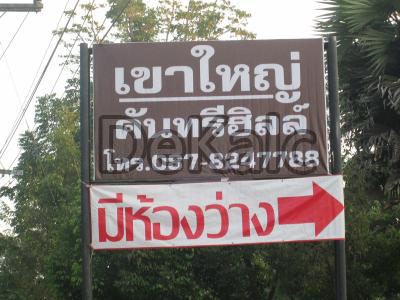 เขาใหญ่
คันทรีฮิลล์
โทร.087-8247788
DeKalc
มีห้องว่าง